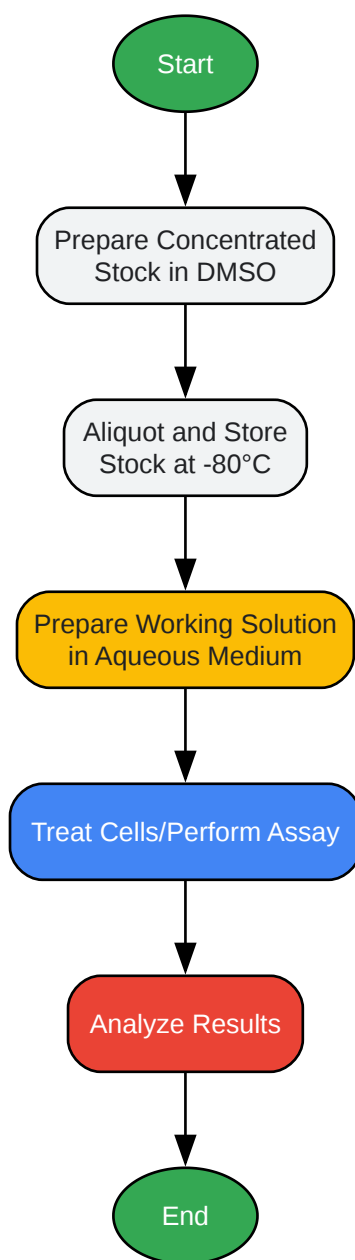 Start
Prepare Concentrated
Stock in DMSO
Aliquot and Store
Stock at -80°C
Prepare Working Solution
in Aqueous Medium
Treat Cells/Perform Assay
Analyze Results
End